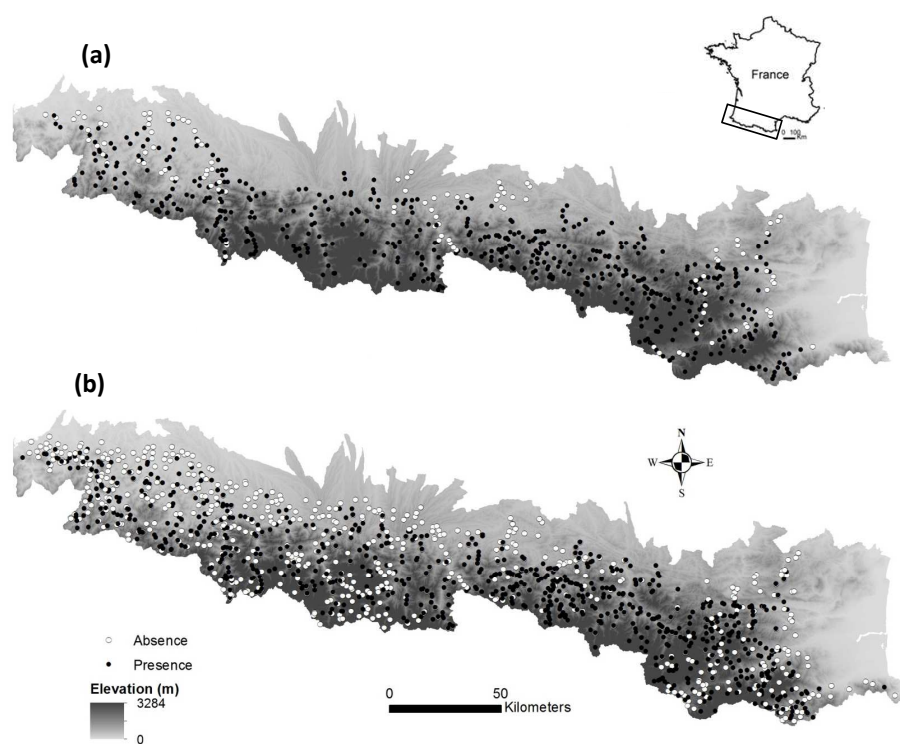 (a)
France
0 100
Km
(b)
N
W E
S
Absence
Presence
Elevation (m)
3284
0
0 50
Kilometers